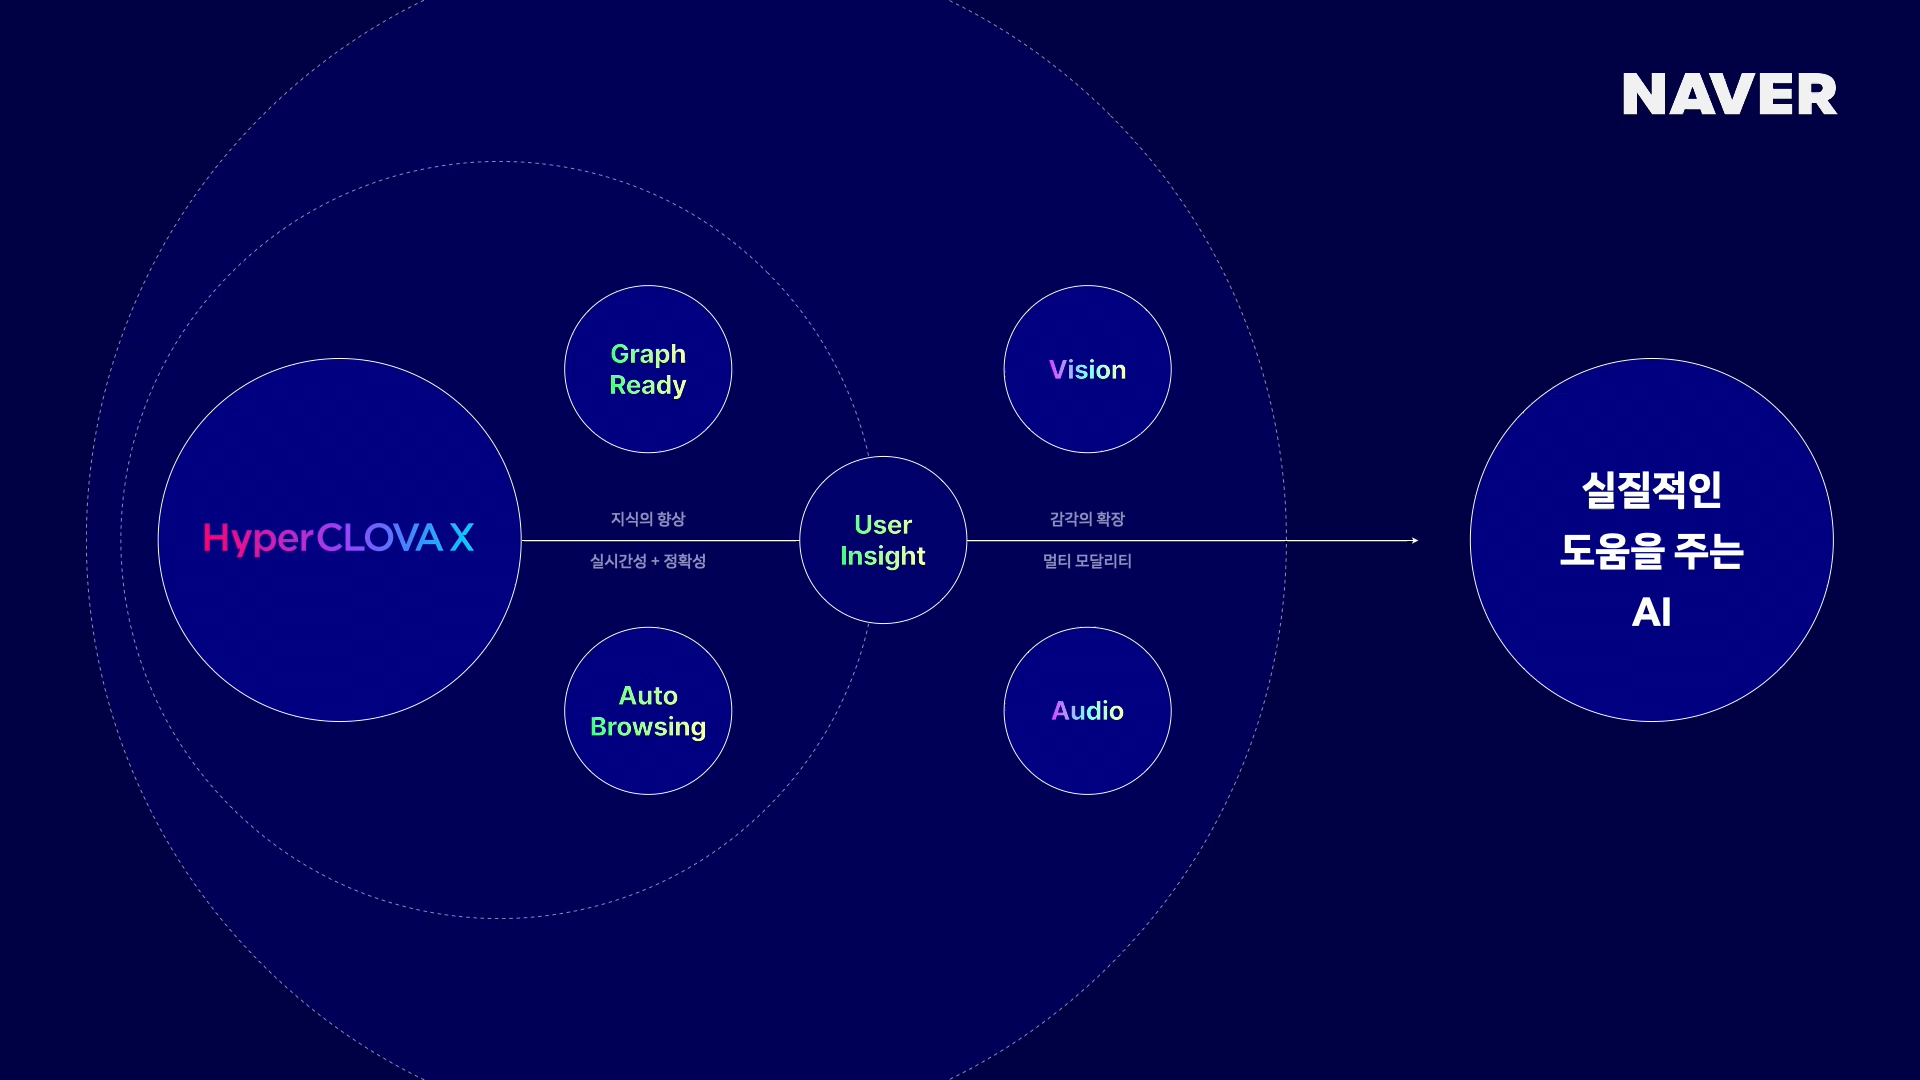 NAVER
HyperCLOVA X
Graph
Ready
지식의 향상
실시간성 + 정확성
Auto
Browsing
User
Insight
Vision
감각의 확장
멀티 모달리티
Audio
실질적인
도움을 주는
AI